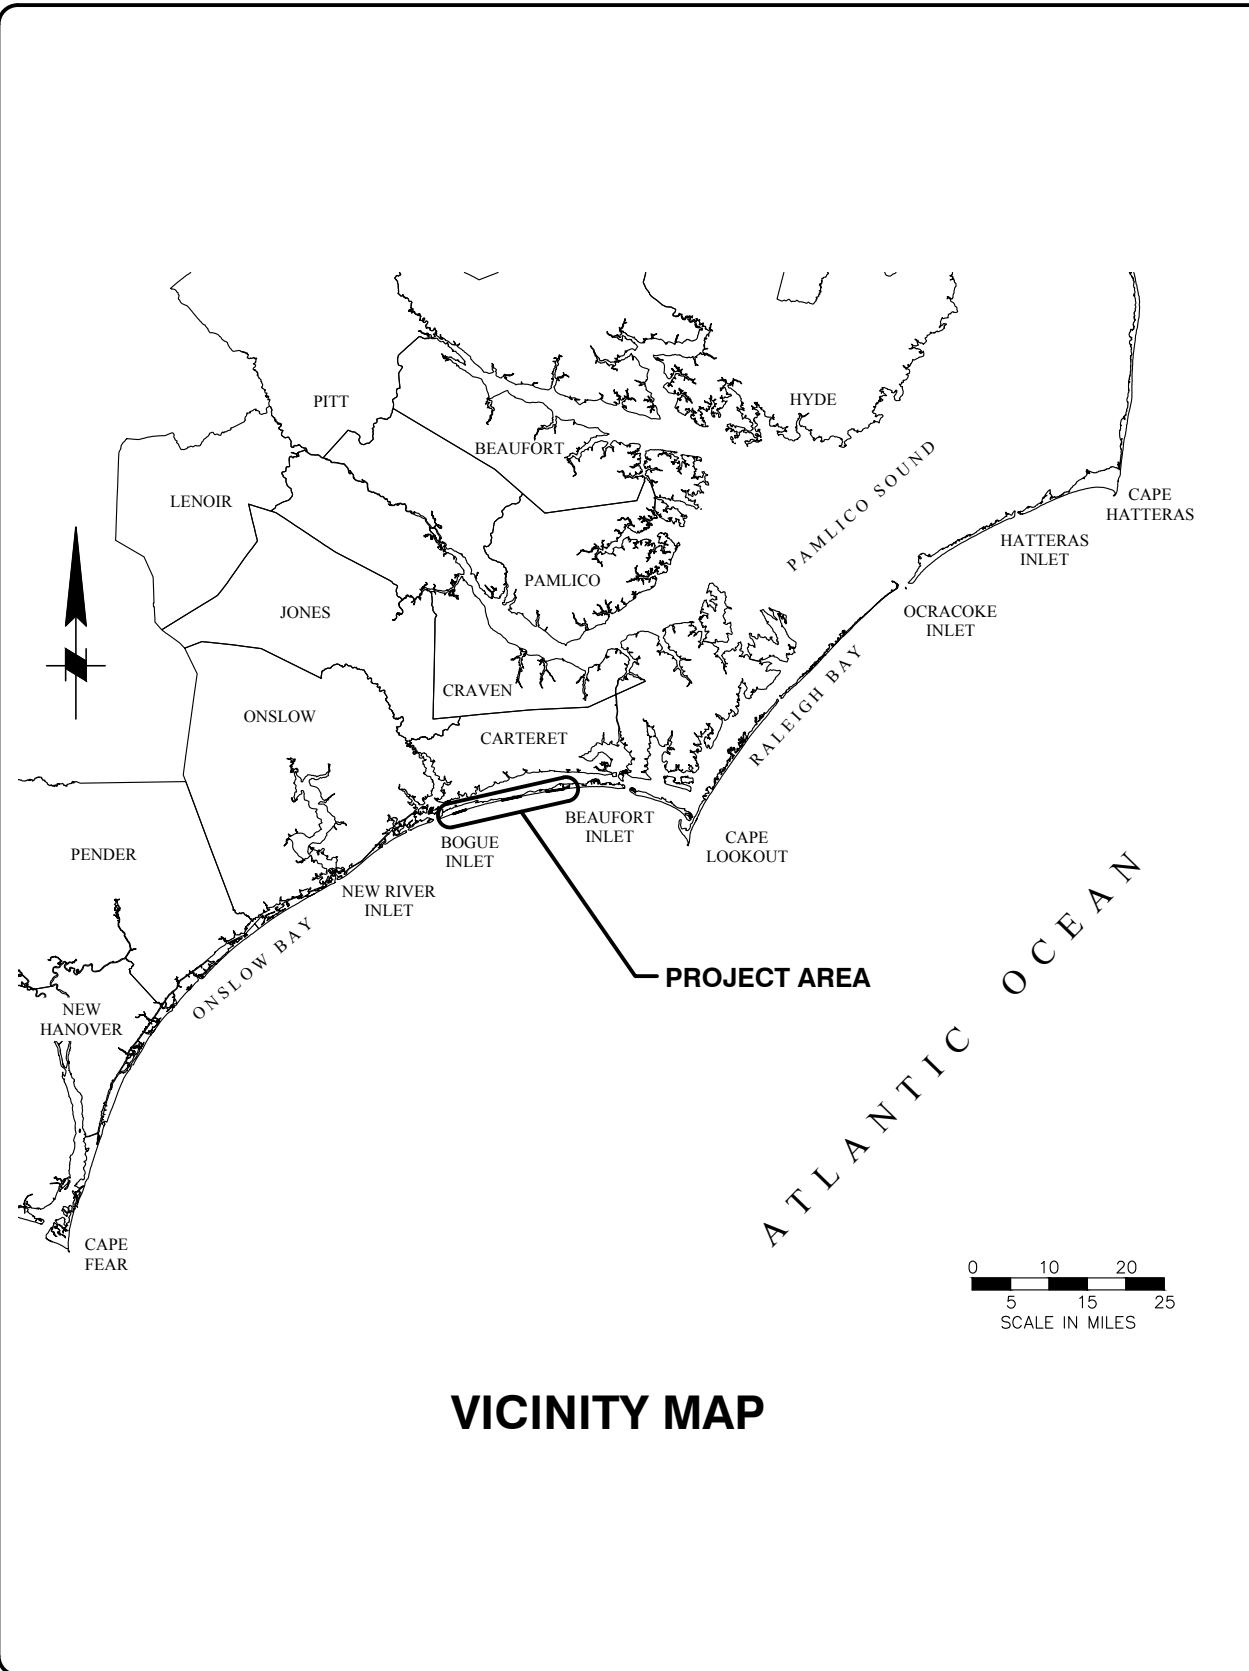 PITT
HYDE
BEAUFORT
PAMLICO SOUND
LENOIR
CAPE
HATTERAS
HATTERAS
INLET
PAMLICO
JONES
OCRACOKE
INLET
CRAVEN
RALEIGH BAY
ONSLOW
CARTERET
BEAUFORT
INLET
BOGUE
INLET
CAPE
LOOKOUT
PENDER
NEW RIVER
INLET
ONSLOW BAY
PROJECT AREA
NEW
HANOVER
ATLANTIC OCEAN
CAPE
FEAR
0 10 20
5 15 25
SCALE IN MILES
VICINITY MAP